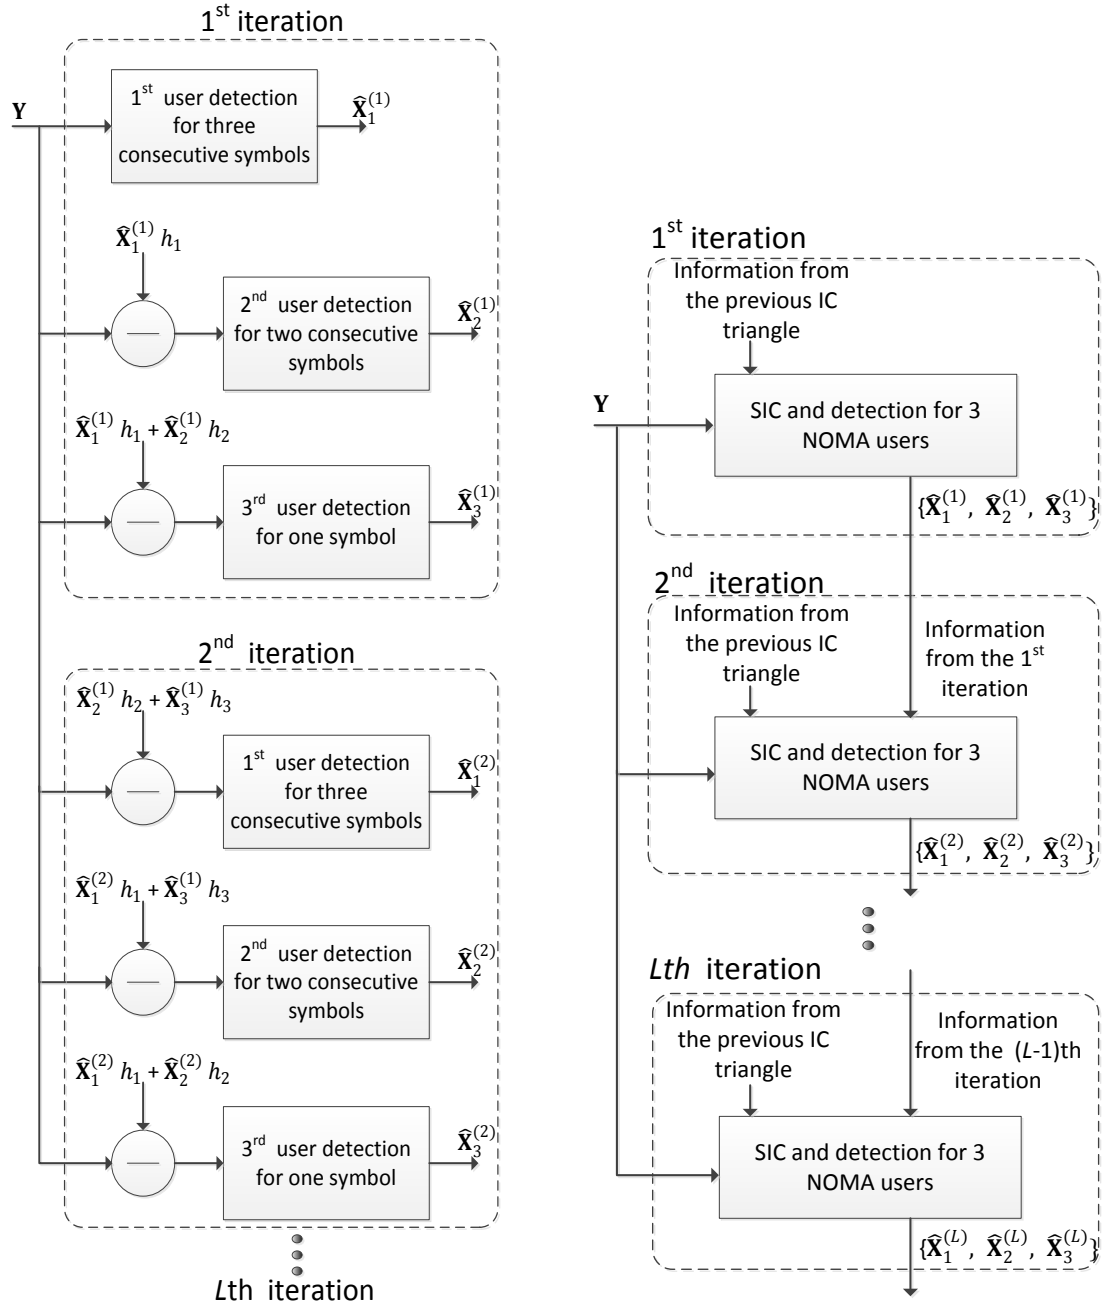 1st iteration
Y
1st user detection
for three
consecutive symbols
X̂1(1)
X̂1(1) h1
2nd user detection
for two consecutive
symbols
X̂2(1)
X̂1(1) h1 + X̂2(1) h2
3rd user detection
for one symbol
X̂3(1)
2nd iteration
X̂2(1) h2 + X̂3(1) h3
1st user detection
for three
consecutive symbols
X̂1(2)
X̂1(2) h1 + X̂3(1) h3
2nd user detection
for two consecutive
symbols
X̂2(2)
X̂1(2) h1 + X̂2(2) h2
3rd user detection
for one symbol
X̂3(2)
Lth iteration
1st iteration
Information from
the previous IC
triangle
Y
SIC and detection for 3
NOMA users
{X̂1(1), X̂2(1), X̂3(1)}
2nd iteration
Information from
the previous IC
triangle
Information
from the 1st
iteration
SIC and detection for 3
NOMA users
{X̂1(2), X̂2(2), X̂3(2)}
Lth iteration
Information from
the previous IC
triangle
Information
from the (L-1)th
iteration
SIC and detection for 3
NOMA users
{X̂1(L), X̂2(L), X̂3(L)}